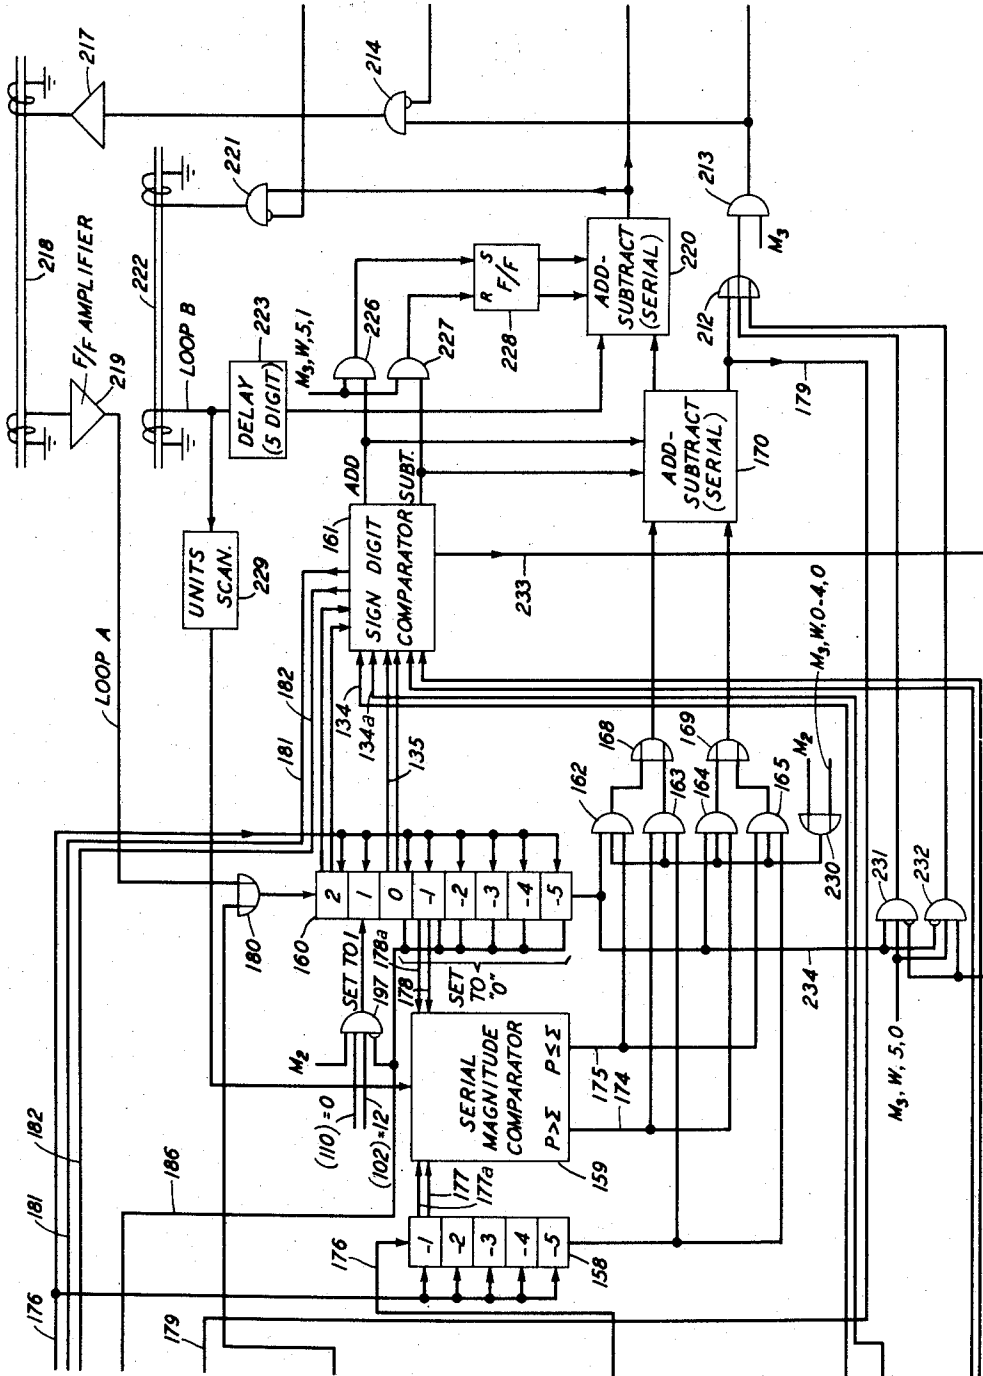 217
218
F/F AMPLIFIER
219
214
221
222
LOOP B
223
DELAY
(5 DIGIT)
M3,W,5,1
226
227
R S
F/F
228
ADD-
SUBTRACT
(SERIAL)
220
213
M3
212
179
LOOP A
UNITS
SCAN.
229
ADD
SUBT.
161
SIGN DIGIT
COMPARATOR
ADD-
SUBTRACT
(SERIAL)
170
233
181
182
134
134a
135
168
169
M3,W,0-4,0
M2
162
163
164
165
230
231
232
180
160
2
1
0
-1
-2
-3
-4
-5
SET TO 1
197
178a
178
SET
TO
"0"
M2
(110)=0
(102)=12
SERIAL
MAGNITUDE
COMPARATOR
P>Σ
P≤Σ
159
175
174
234
M3,W,5,0
182
181
176
186
179
176
177
177a
-1
-2
-3
-4
-5
158